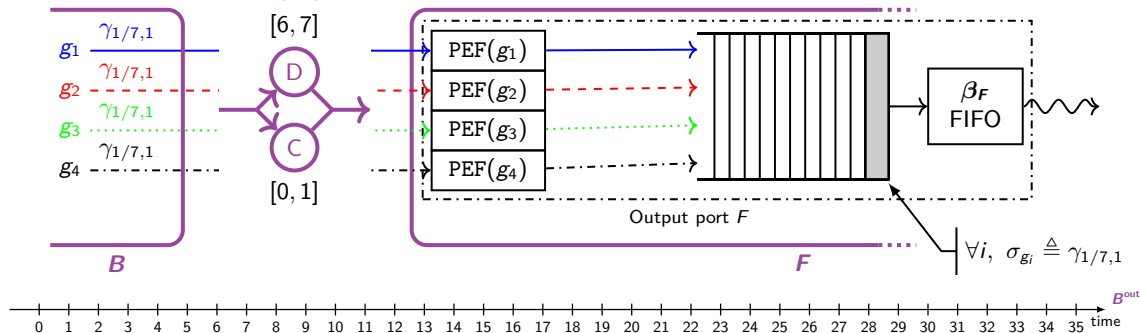 [6, 7]
g1 γ1/7,1
D
PEF(g1)
g2 γ1/7,1
PEF(g2)
βF
FIFO
g3 γ1/7,1
PEF(g3)
C
g4 γ1/7,1
PEF(g4)
[0, 1]
Output port F
∀i, σgi ≜ γ1/7,1
B
F
Bout
0 1 2 3 4 5 6 7 8 9 10 11 12 13 14 15 16 17 18 19 20 21 22 23 24 25 26 27 28 29 30 31 32 33 34 35 time